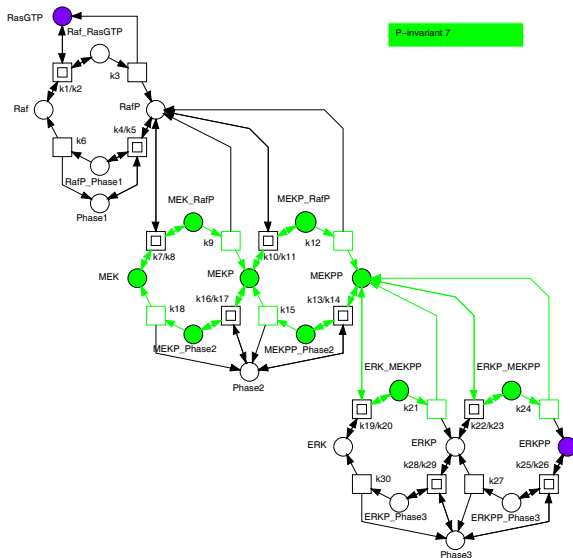 RasGTP
Raf_RasGTP
P-invariant 7
k3
k1/k2
Raf
RafP
k4/k5
k6
RafP_Phase1
Phase1
MEK_RafP
MEKP_RafP
k9
k12
k7/k8
k10/k11
MEK
MEKP
MEKPP
k16/k17
k13/k14
k18
k15
MEKP_Phase2
MEKPP_Phase2
ERK_MEKPP
ERKP_MEKPP
Phase2
k21
k24
k19/k20
k22/k23
ERK
ERKP
ERKPP
k28/k29
k25/k26
k30
k27
ERKP_Phase3
ERKPP_Phase3
Phase3